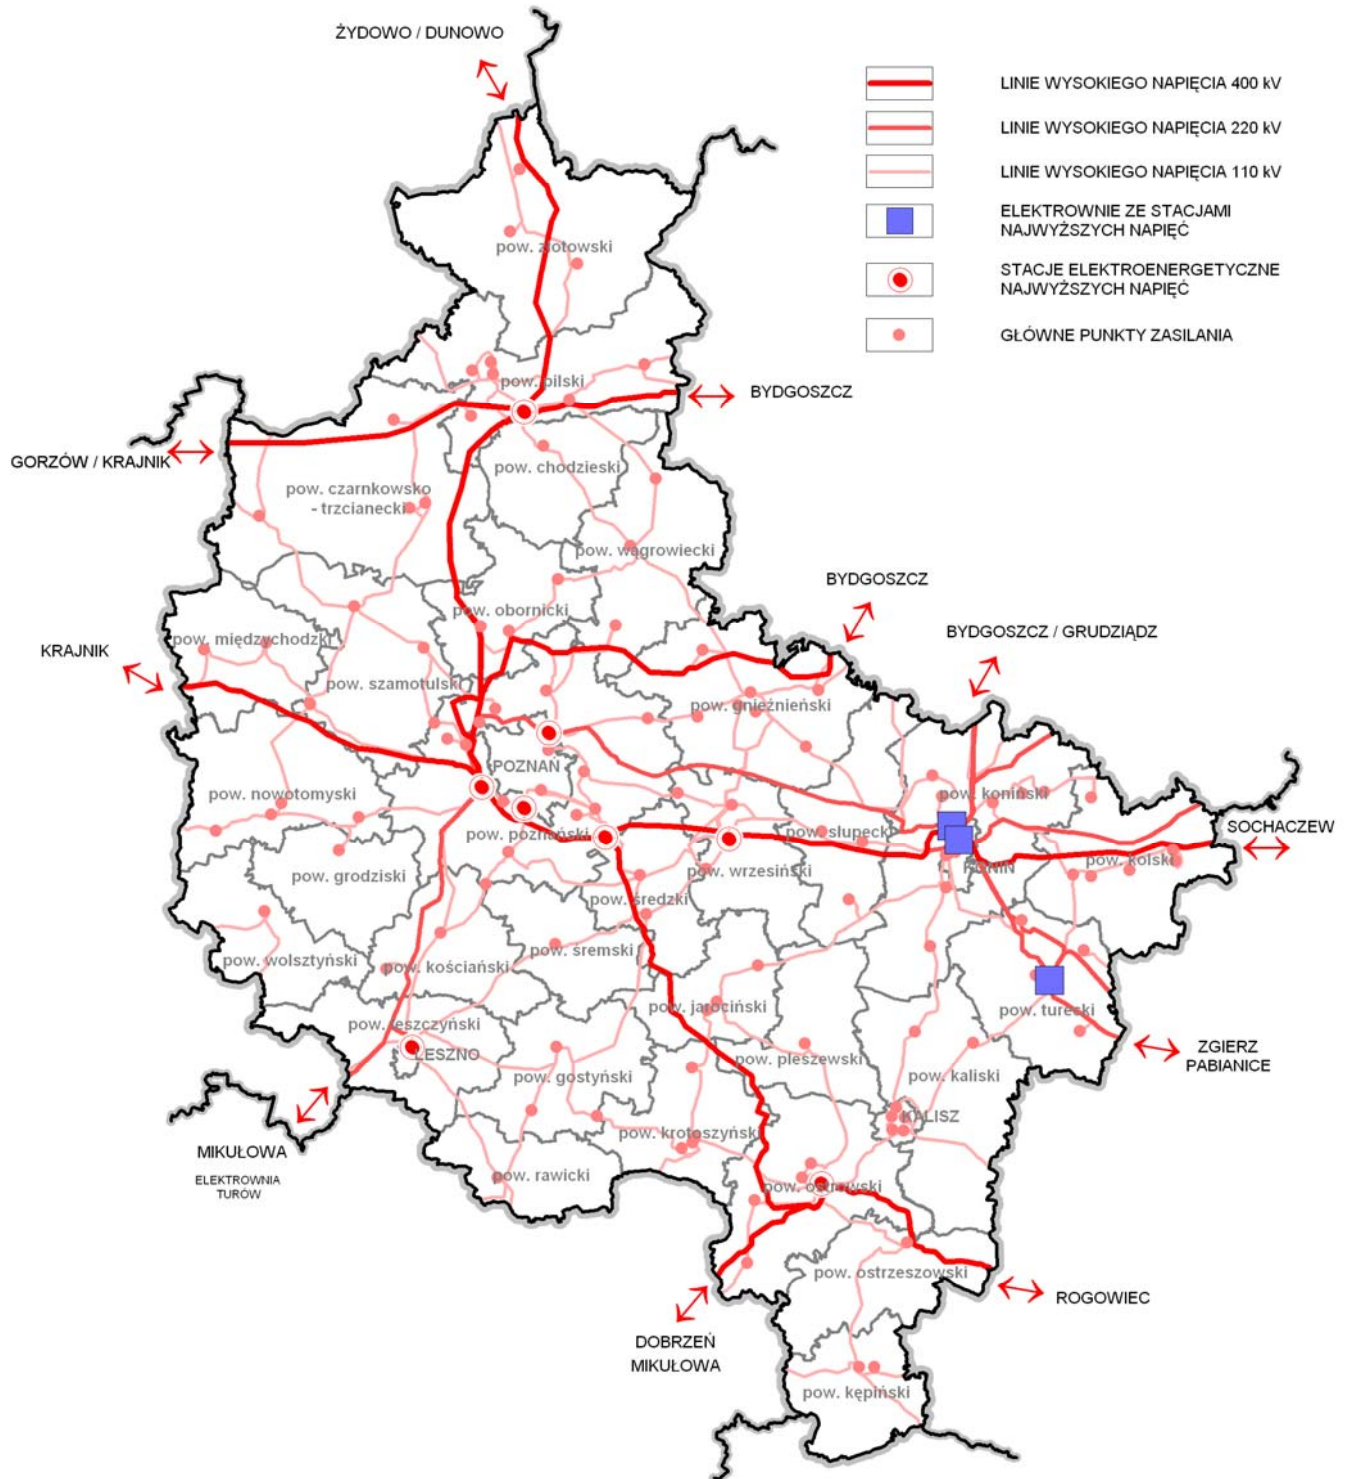 ŻYDOWO / DUNOWO
LINIE WYSOKIEGO NAPIĘCIA 400 kV
LINIE WYSOKIEGO NAPIĘCIA 220 kV
LINIE WYSOKIEGO NAPIĘCIA 110 kV
ELEKTROWNIE ZE STACJAMI
NAJWYŻSZYCH NAPIĘĆ
STACJE ELEKTROENERGETYCZNE
NAJWYŻSZYCH NAPIĘĆ
GŁÓWNE PUNKTY ZASILANIA
pow. złotowski
pow. pilski
BYDGOSZCZ
GORZÓW / KRAJNIK
pow. chodzieski
pow. czarnkowsko
- trzcianecki
pow. wągrowiecki
BYDGOSZCZ
pow. obornicki
BYDGOSZCZ / GRUDZIĄDZ
pow. międzychodzki
KRAJNIK
pow. szamotulski
pow. gnieźnieński
POZNAŃ
pow. nowotomyski
pow. koniński
pow. poznański
pow. słupecki
SOCHACZEW
pow. kolski
KONIN
pow. wrzesiński
pow. grodziski
pow. średzki
pow. śremski
pow. wolsztyński
pow. kościański
pow. jarociński
pow. turecki
pow. leszczyński
LESZNO
ZGIERZ
PABIANICE
pow. pleszewski
pow. gostyński
pow. kaliski
KALISZ
pow. krotoszyński
MIKUŁOWA
ELEKTROWNIA
TURÓW
pow. rawicki
pow. ostrowski
pow. ostrzeszowski
ROGOWIEC
DOBRZEŃ
MIKUŁOWA
pow. kępiński